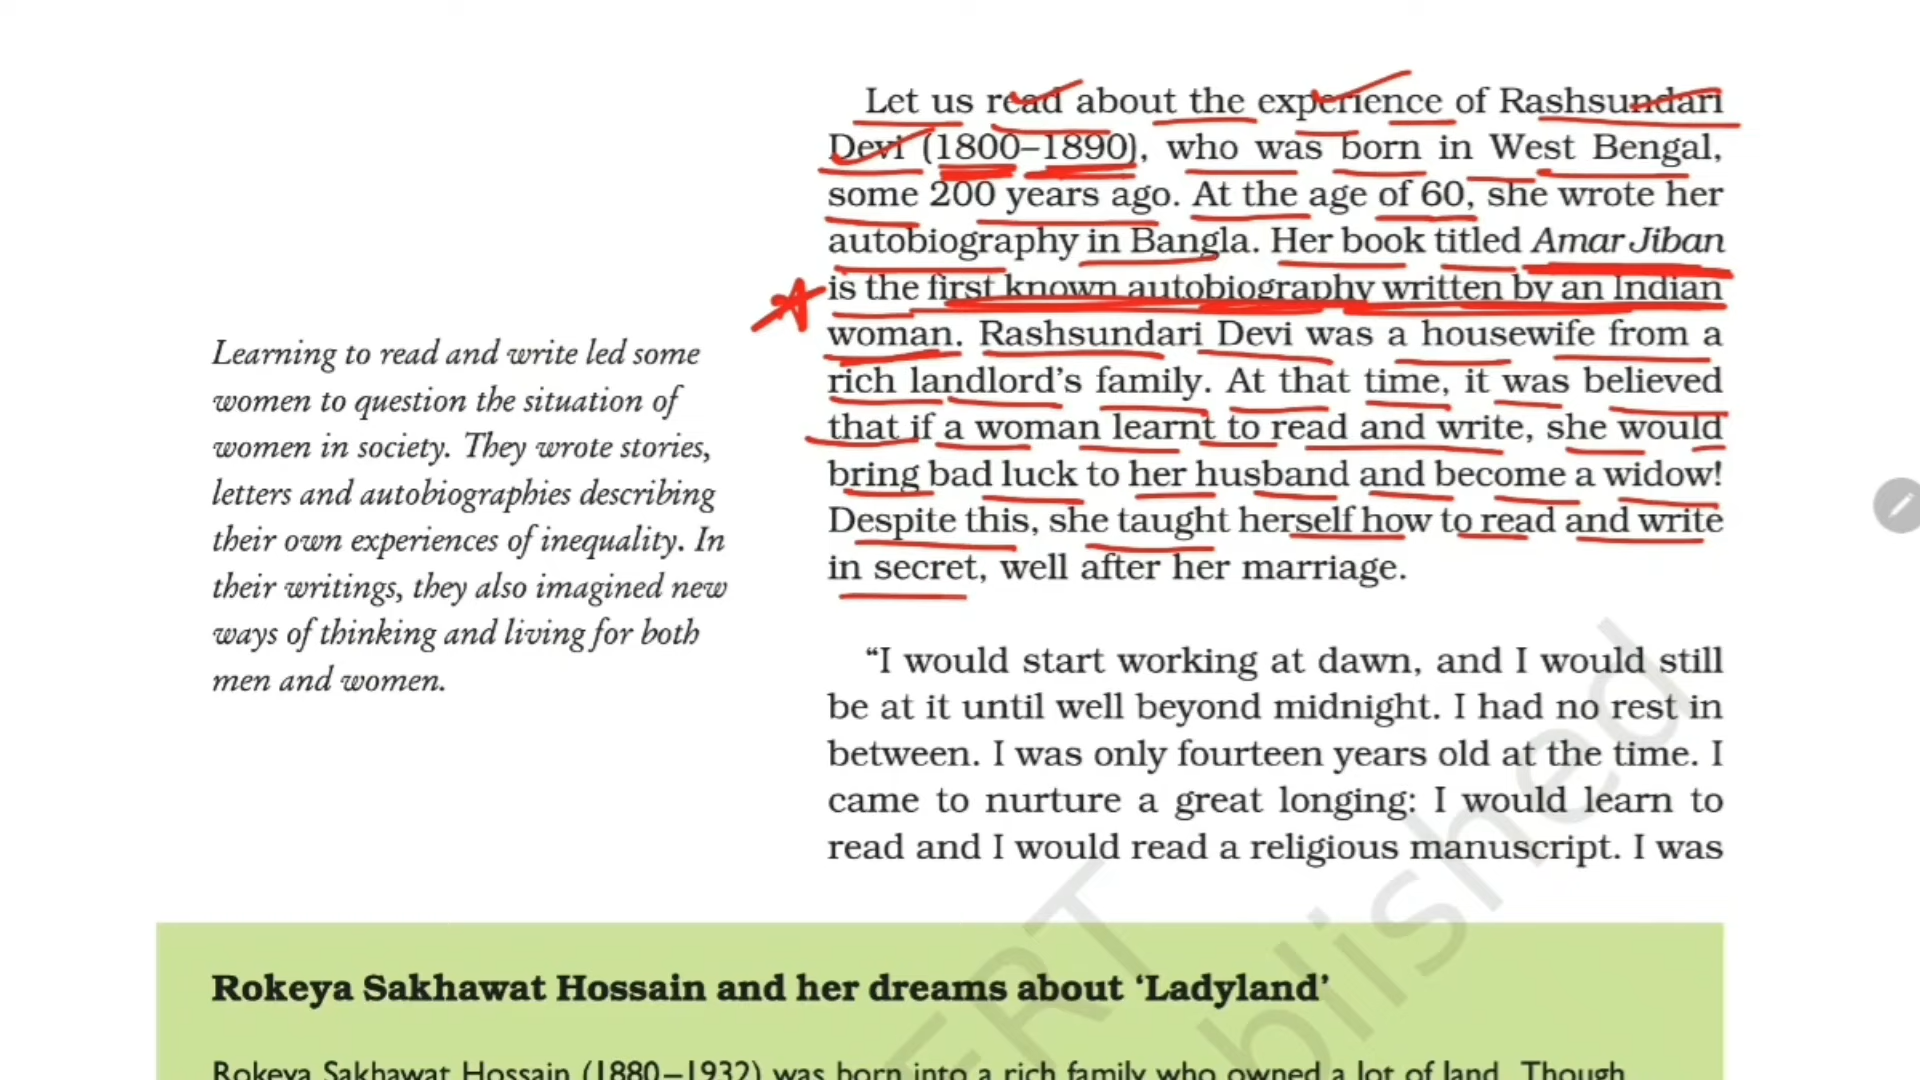 Let us read about the experience of Rashsundari
Devi (1800–1890), who was born in West Bengal,
some 200 years ago. At the age of 60, she wrote her
autobiography in Bangla. Her book titled Amar Jiban
is the first known autobiography written by an Indian
woman. Rashsundari Devi was a housewife from a
rich landlord’s family. At that time, it was believed
that if a woman learnt to read and write, she would
bring bad luck to her husband and become a widow!
Despite this, she taught herself how to read and write
in secret, well after her marriage.
Learning to read and write led some
women to question the situation of
women in society. They wrote stories,
letters and autobiographies describing
their own experiences of inequality. In
their writings, they also imagined new
ways of thinking and living for both
men and women.
“I would start working at dawn, and I would still
be at it until well beyond midnight. I had no rest in
between. I was only fourteen years old at the time. I
came to nurture a great longing: I would learn to
read and I would read a religious manuscript. I was
Rokeya Sakhawat Hossain and her dreams about ‘Ladyland’
Rokeya Sakhawat Hossain (1880–1932) was born into a rich family who owned a lot of land. Though